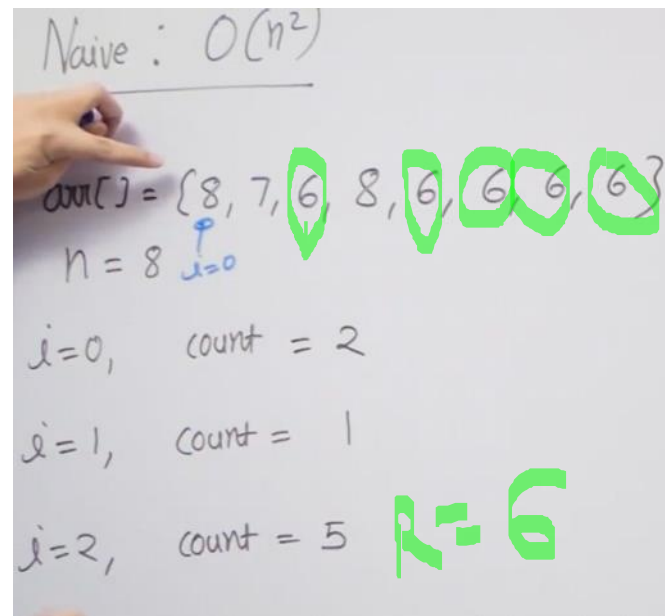 Naive : O(n²)
arr[] = {8, 7, 6, 8, 6, 6, 6, 6}
n = 8 i=0
i=0, count = 2
i=1, count = 1
i=2, count = 5 R= 6